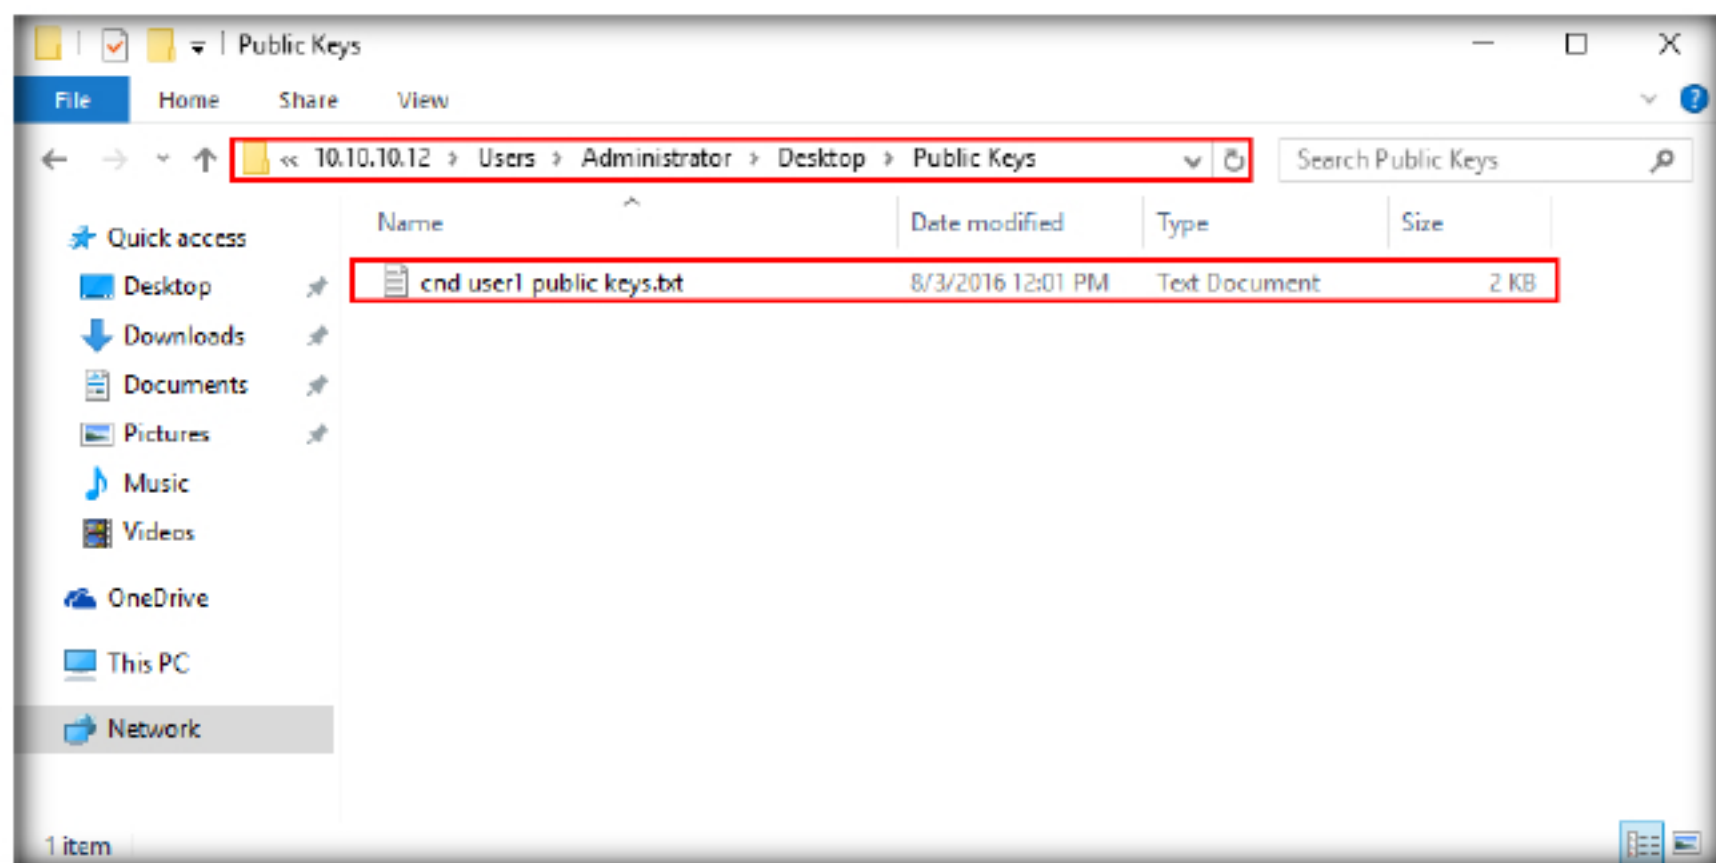 Public Keys
File Home Share View
« 10.10.10.12 > Users > Administrator > Desktop > Public Keys
Search Public Keys
Name Date modified Type Size
cnd user1 public keys.txt 8/3/2016 12:01 PM Text Document 2 KB
Quick access
Desktop
Downloads
Documents
Pictures
Music
Videos
OneDrive
This PC
Network
1 item